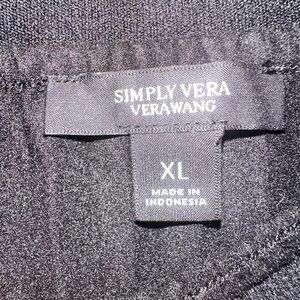 SIMPLY VERA
VERAWANG
XL
MADE IN
INDONESIA